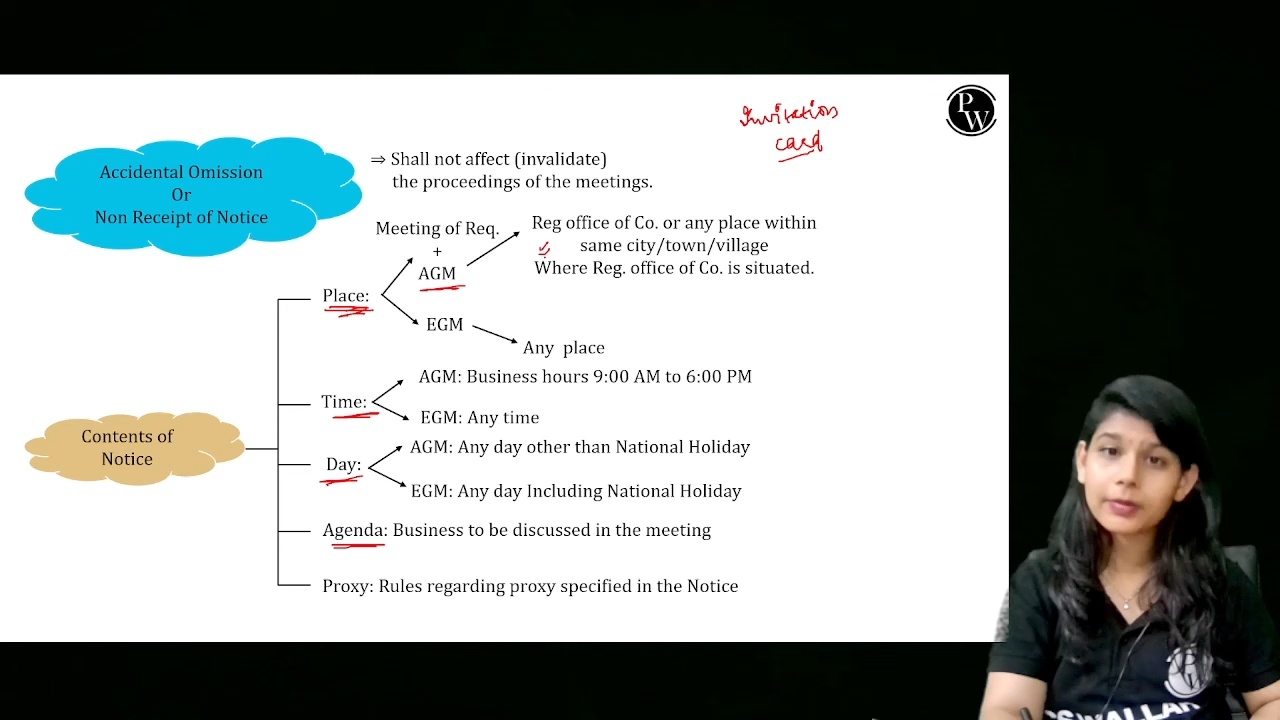 Invitation
card
P
W
Accidental Omission
Or
Non Receipt of Notice
⇒ Shall not affect (invalidate)
the proceedings of the meetings.
Meeting of Req.
+
AGM
Reg office of Co. or any place within
same city/town/village
Where Reg. office of Co. is situated.
Place:
EGM
Any place
AGM: Business hours 9:00 AM to 6:00 PM
Time:
EGM: Any time
Contents of
Notice
AGM: Any day other than National Holiday
Day:
EGM: Any day Including National Holiday
Agenda: Business to be discussed in the meeting
Proxy: Rules regarding proxy specified in the Notice
P
W